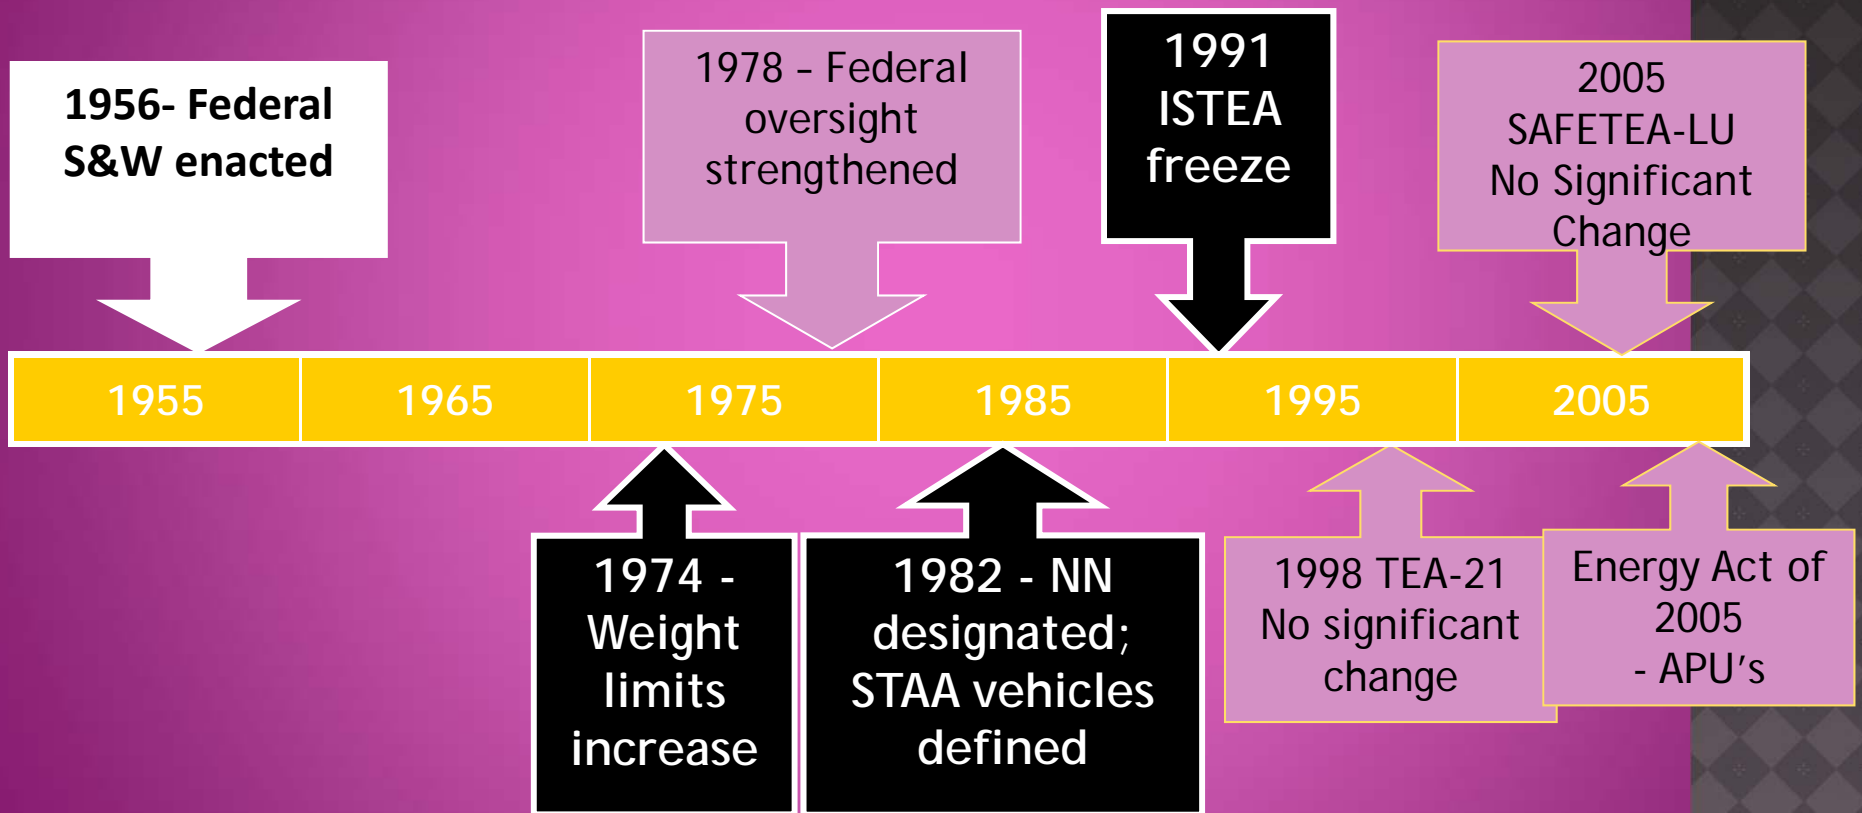 1956- Federal
S&W enacted
1978 – Federal
oversight
strengthened
1991
ISTEA
freeze
2005
SAFETEA-LU
No Significant
Change
1955
1965
1975
1985
1995
2005
1974 -
Weight
limits
increase
1982 - NN
designated;
STAA vehicles
defined
1998 TEA-21
No significant
change
Energy Act of
2005
- APU’s